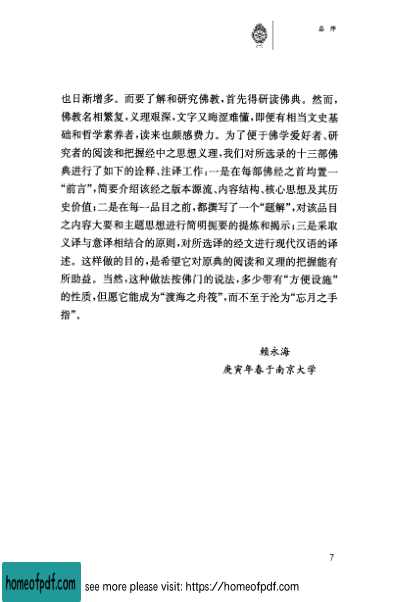 总 序
也日渐增多。而要了解和研究佛教,首先得研读佛典。然而,
佛教名相繁复,义理艰深,文字又晦涩难懂,即便有相当文史基
础和哲学素养者,读来也颇感费力。为了便于佛学爱好者、研
究者的阅读和把握经中之思想义理,我们对所选录的十三部佛
典进行了如下的诠释、注译工作:一是在每部佛经之首均置一
“前言”,简要介绍该经之版本源流、内容结构、核心思想及其历
史价值;二是在每一品目之前,都撰写了一个“题解”,对该品目
之内容大要和主题思想进行简明扼要的提炼和揭示;三是采取
义译与意译相结合的原则,对所选译的经文进行现代汉语的译
述。这样做的目的,是希望它对原典的阅读和义理的把握能有
所助益。当然,这种做法按佛门的说法,多少带有“方便设施”
的性质,但愿它能成为“渡海之舟筏”,而不至于沦为“忘月之手
指”。
赖永海
庚寅年春于南京大学
7
homeofpdf.com
see more please visit: https://homeofpdf.com